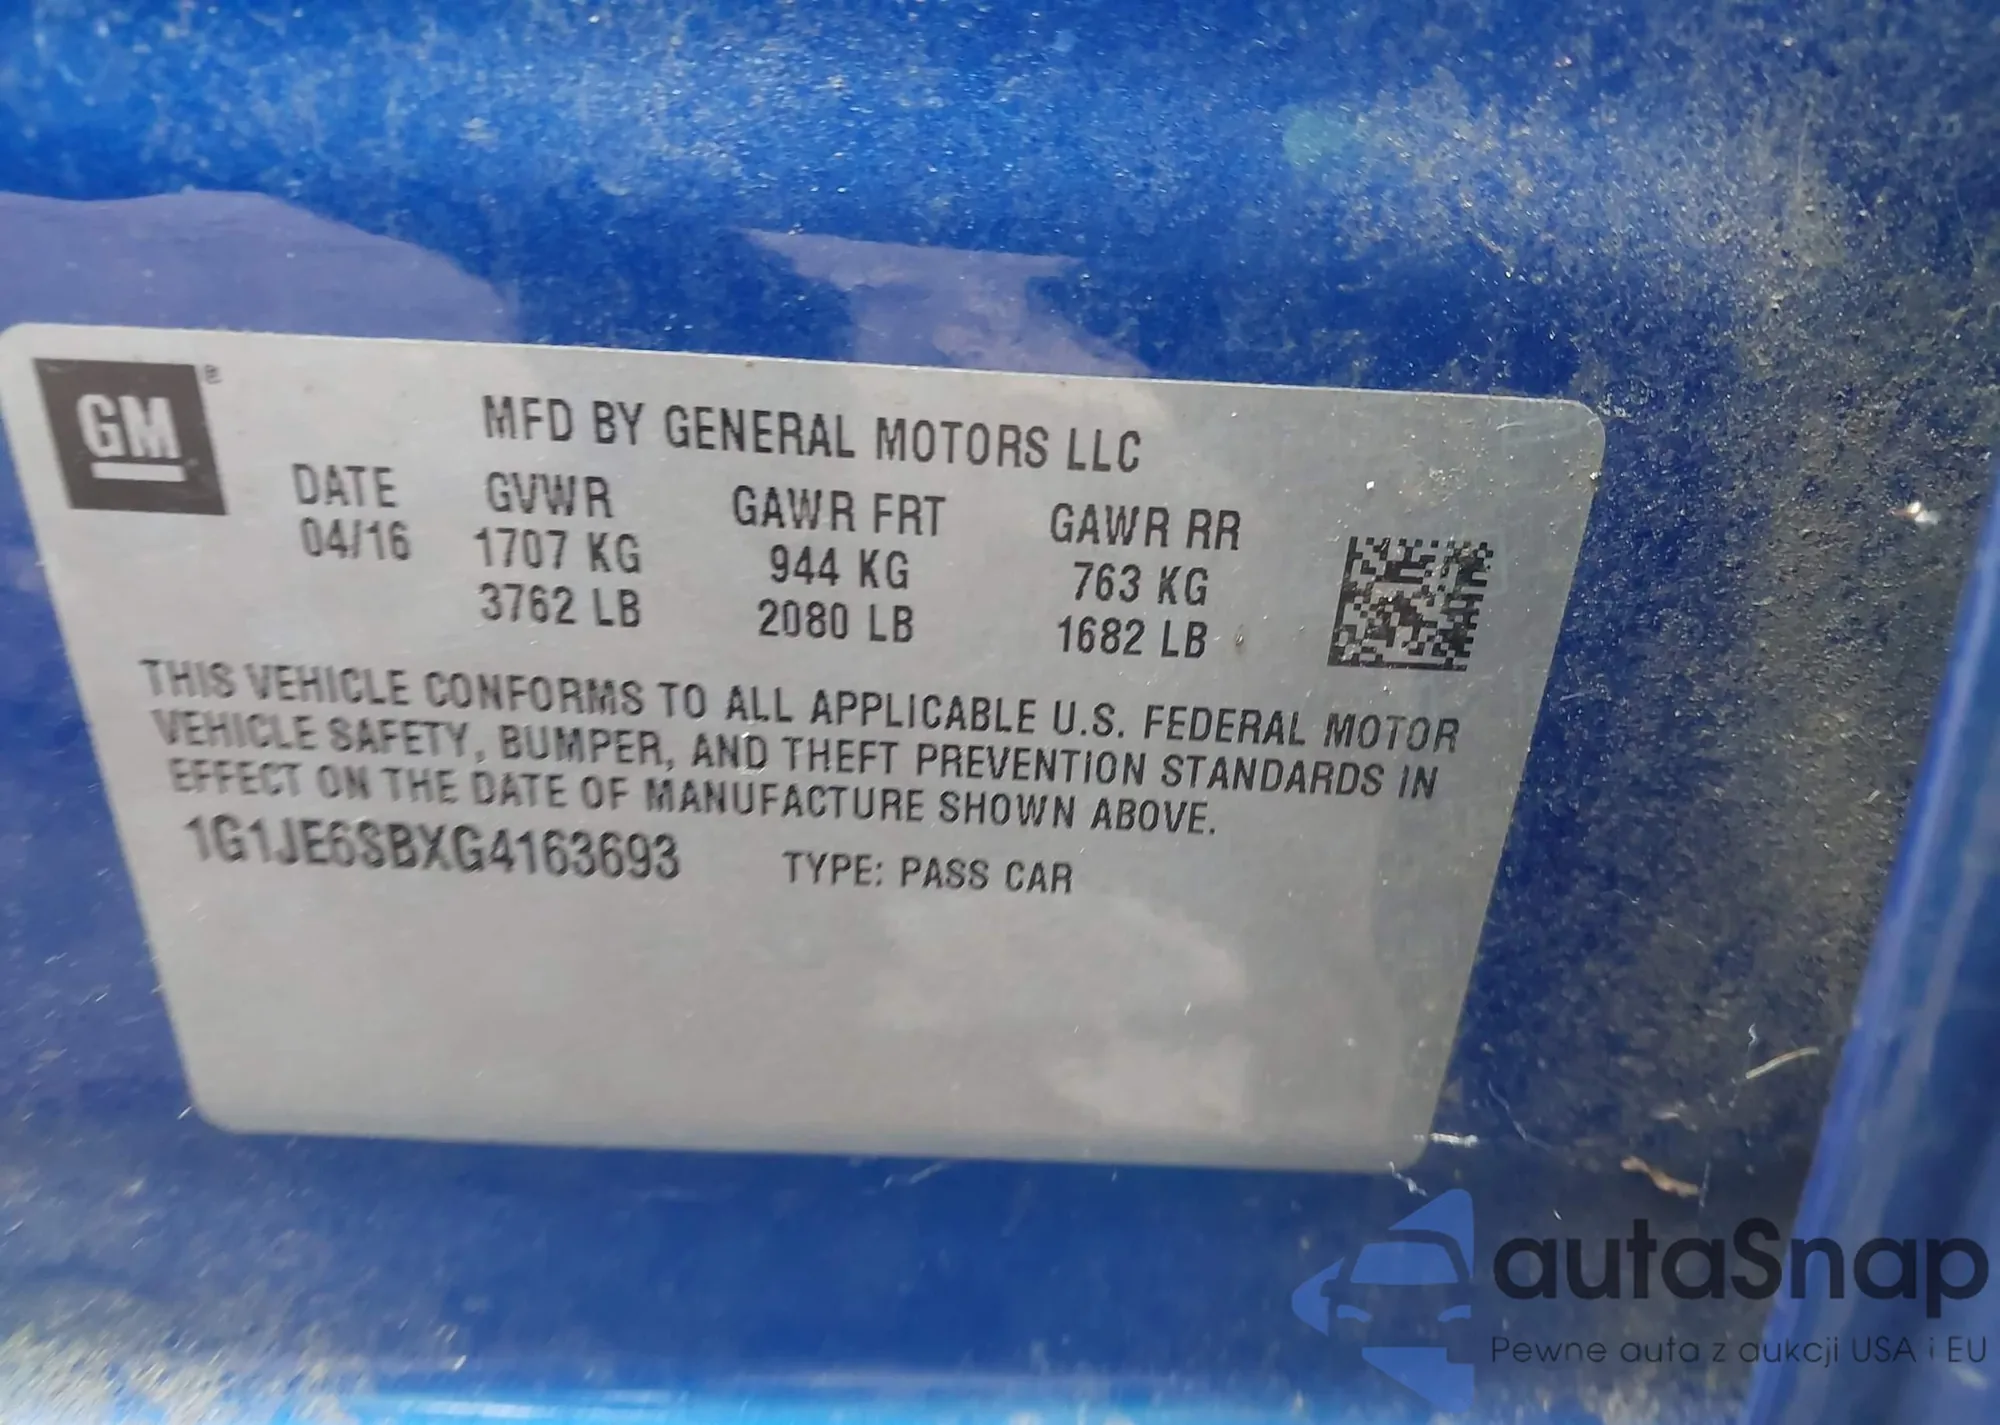 GM
MFD BY GENERAL MOTORS LLC
DATE GVWR GAWR FRT GAWR RR
04/16 1707 KG 944 KG 763 KG
3762 LB 2080 LB 1682 LB
THIS VEHICLE CONFORMS TO ALL APPLICABLE U.S. FEDERAL MOTOR
VEHICLE SAFETY, BUMPER, AND THEFT PREVENTION STANDARDS IN
EFFECT ON THE DATE OF MANUFACTURE SHOWN ABOVE.
1G1JE6SBXG4163693 TYPE: PASS CAR
autaSnap
Pewne auta z aukcji USA i EU